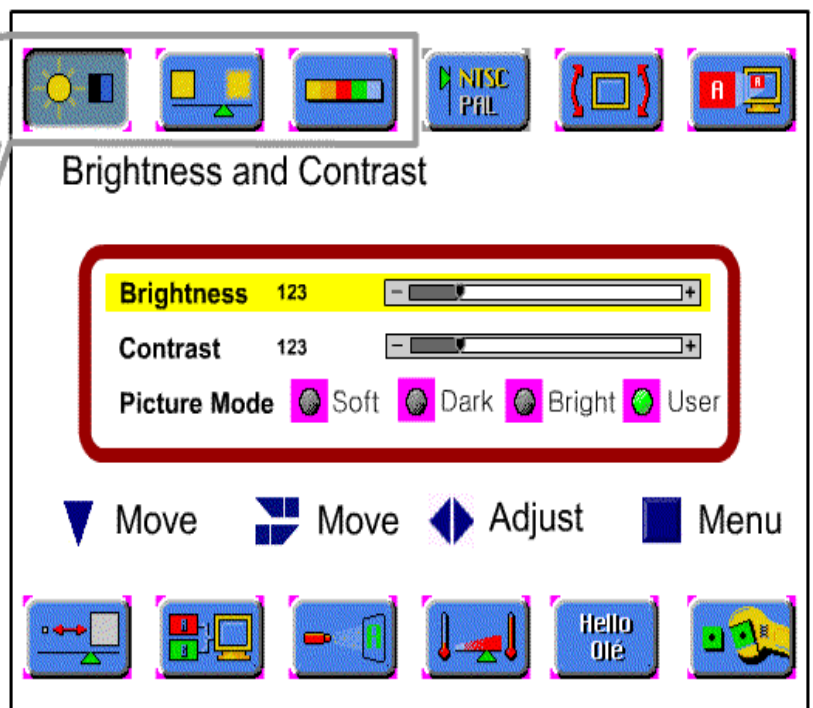 NTSC
PAL
A A
Brightness and Contrast
Brightness 123 - +
Contrast 123 - +
Picture Mode Soft Dark Bright User
Move Move Adjust Menu
Hello
Olé